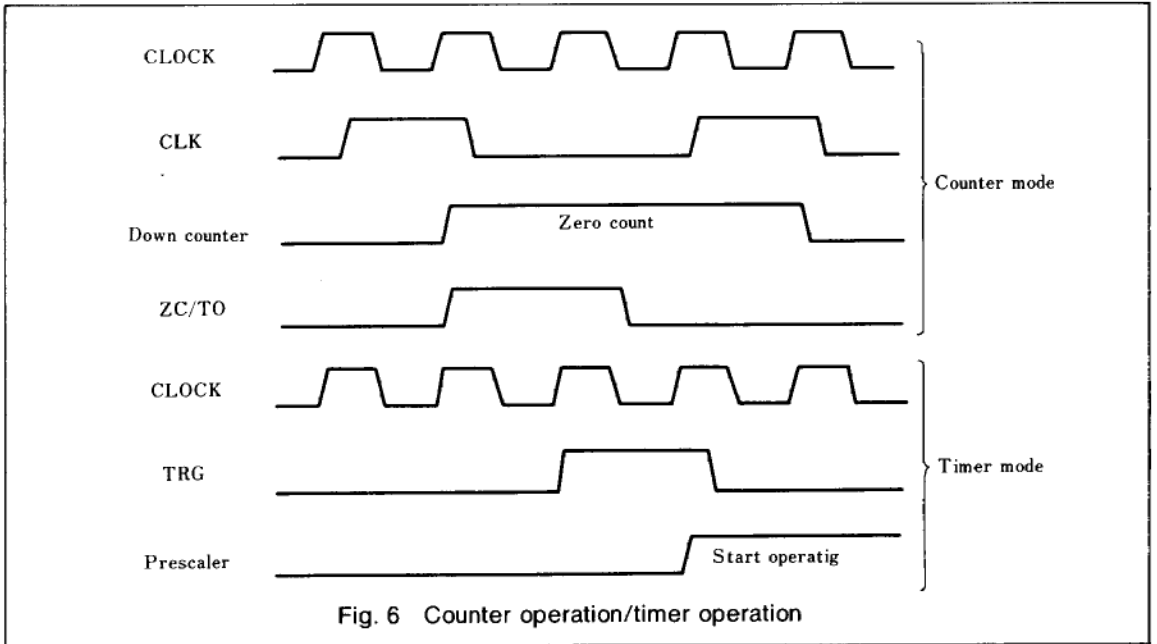 CLOCK
CLK
Counter mode
Down counter
Zero count
ZC/TO
CLOCK
TRG
Timer mode
Prescaler
Start operatig
Fig. 6 Counter operation/timer operation